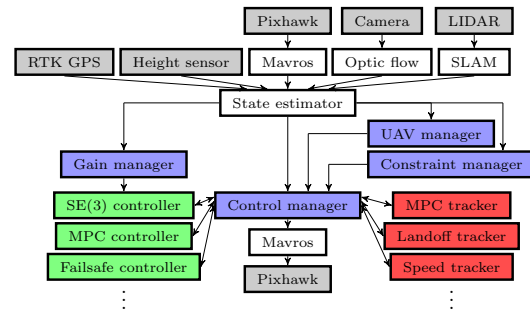 Pixhawk
Camera
LIDAR
RTK GPS
Height sensor
Mavros
Optic flow
SLAM
State estimator
UAV manager
Gain manager
Constraint manager
SE(3) controller
Control manager
MPC tracker
MPC controller
Mavros
Landoff tracker
Failsafe controller
Pixhawk
Speed tracker